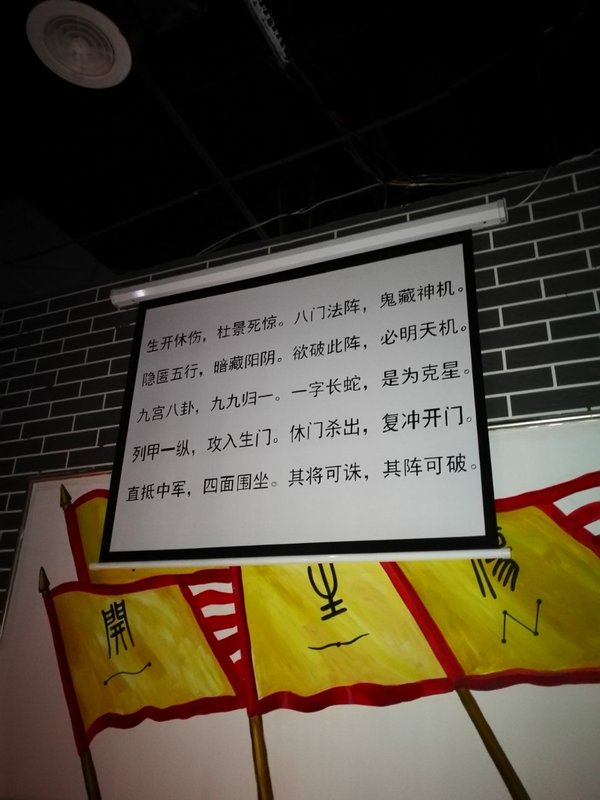 生开休伤，杜景死惊。八门法阵，鬼藏神机。
隐匿五行，暗藏阳阴。欲破此阵，必明天机。
九宫八卦，九九归一。一字长蛇，是为克星。
列甲一纵，攻入生门。休门杀出，复冲开门。
直抵中军，四面围坐。其将可诛，其阵可破。
開